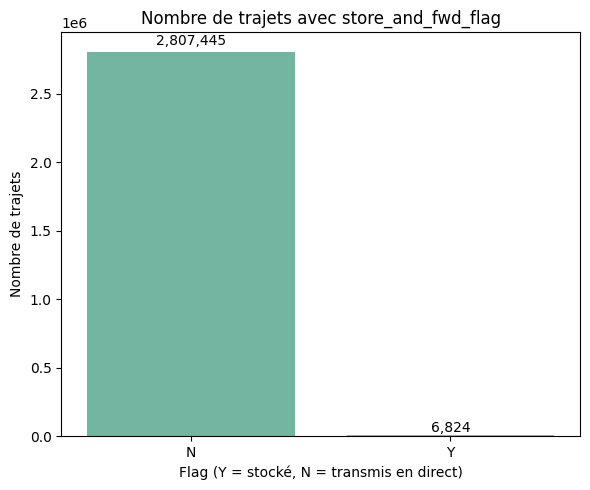 Nombre de trajets avec store_and_fwd_flag
1e6
2,807,445
2.5
2.0
1.5
1.0
0.5
0.0
Nombre de trajets
6,824
N
Y
Flag (Y = stocké, N = transmis en direct)